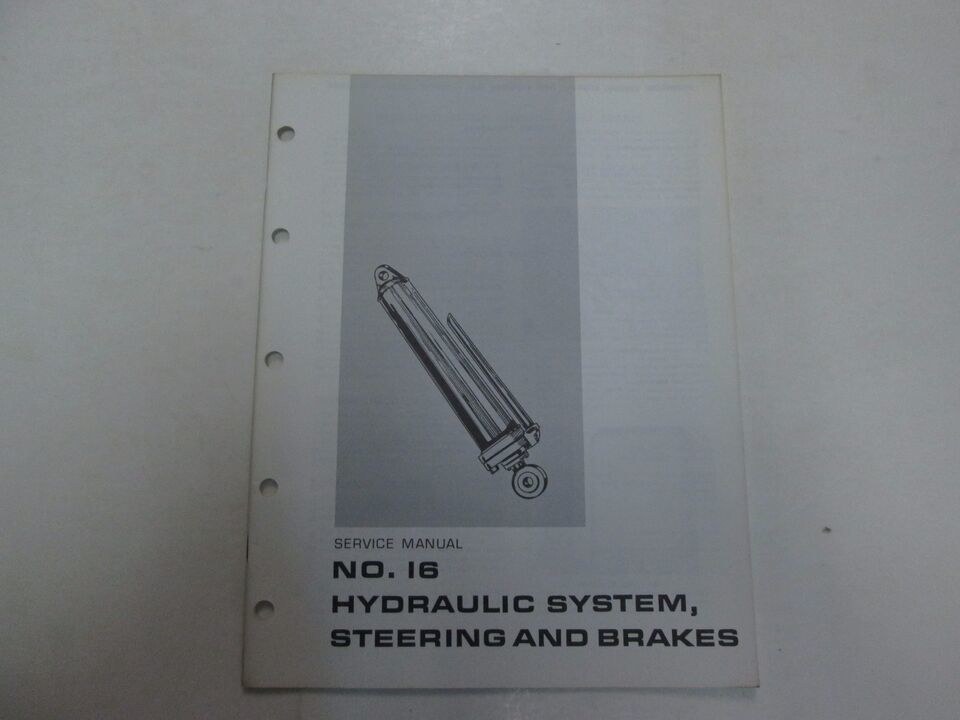 SERVICE MANUAL
NO. 16
HYDRAULIC SYSTEM,
STEERING AND BRAKES